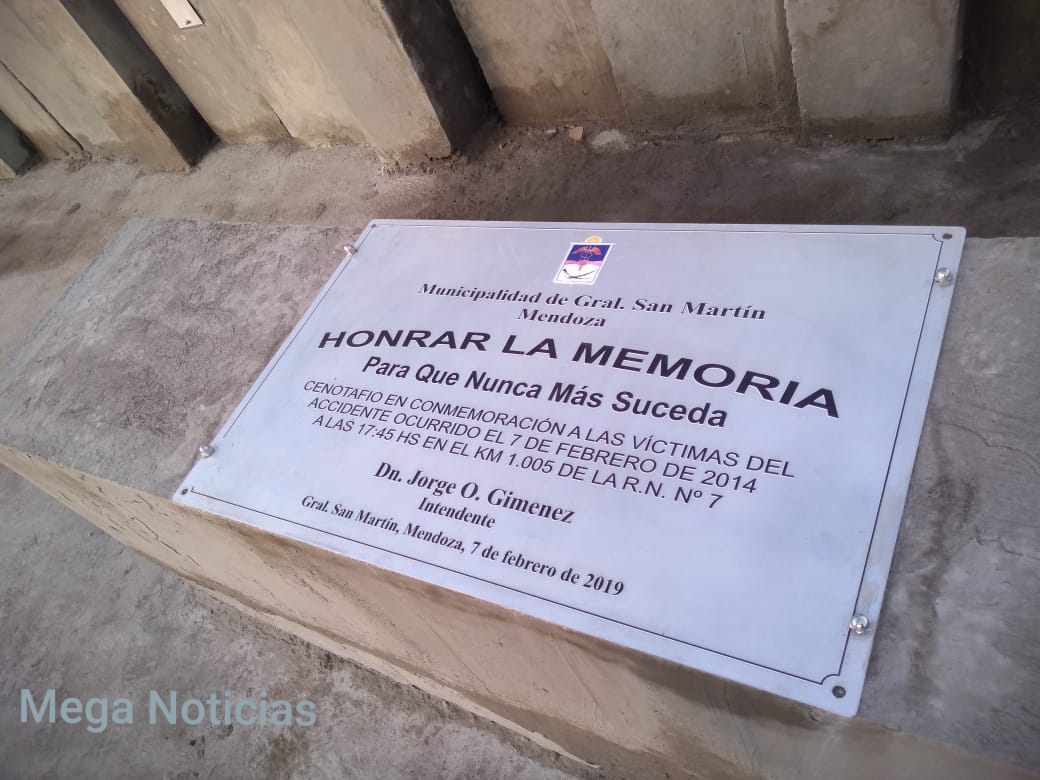 Municipalidad de Gral. San Martín
Mendoza
HONRAR LA MEMORIA
Para Que Nunca Más Suceda
CENOTAFIO EN CONMEMORACIÓN A LAS VÍCTIMAS DEL
ACCIDENTE OCURRIDO EL 7 DE FEBRERO DE 2014
A LAS 17:45 HS EN EL KM 1.005 DE LA R.N. Nº 7
Dn. Jorge O. Gimenez
Intendente
Gral. San Martín, Mendoza, 7 de febrero de 2019
Mega Noticias